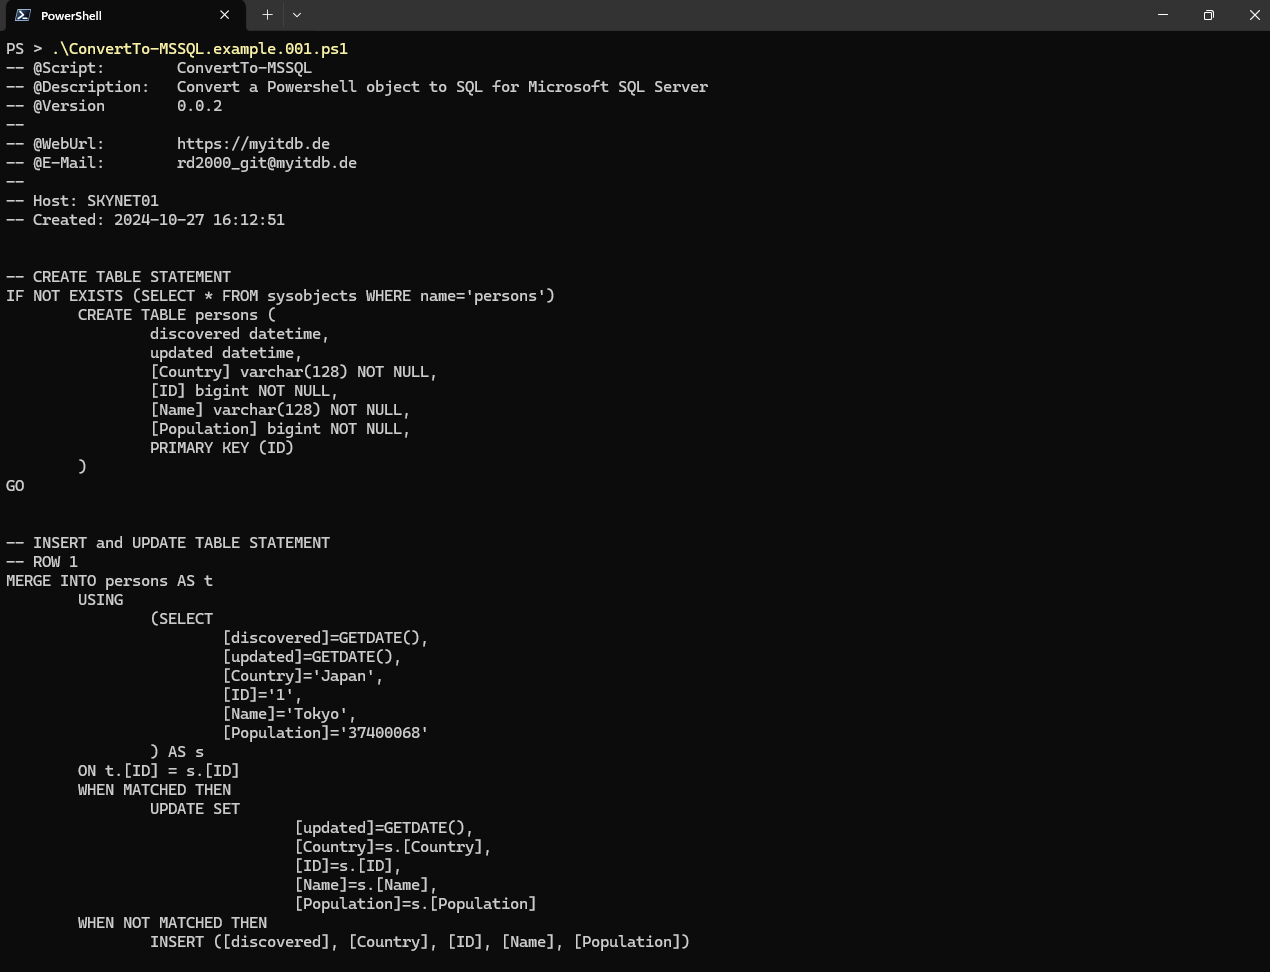 PowerShell
PS > .\ConvertTo-MSSQL.example.001.ps1
-- @Script:        ConvertTo-MSSQL
-- @Description:   Convert a Powershell object to SQL for Microsoft SQL Server
-- @Version        0.0.2
--
-- @WebUrl:        https://myitdb.de
-- @E-Mail:        rd2000_git@myitdb.de
--
-- Host: SKYNET01
-- Created: 2024-10-27 16:12:51
-- CREATE TABLE STATEMENT
IF NOT EXISTS (SELECT * FROM sysobjects WHERE name='persons')
        CREATE TABLE persons (
                discovered datetime,
                updated datetime,
                [Country] varchar(128) NOT NULL,
                [ID] bigint NOT NULL,
                [Name] varchar(128) NOT NULL,
                [Population] bigint NOT NULL,
                PRIMARY KEY (ID)
        )
GO
-- INSERT and UPDATE TABLE STATEMENT
-- ROW 1
MERGE INTO persons AS t
        USING
                (SELECT
                        [discovered]=GETDATE(),
                        [updated]=GETDATE(),
                        [Country]='Japan',
                        [ID]='1',
                        [Name]='Tokyo',
                        [Population]='37400068'
                ) AS s
        ON t.[ID] = s.[ID]
        WHEN MATCHED THEN
                UPDATE SET
                                [updated]=GETDATE(),
                                [Country]=s.[Country],
                                [ID]=s.[ID],
                                [Name]=s.[Name],
                                [Population]=s.[Population]
        WHEN NOT MATCHED THEN
                INSERT ([discovered], [Country], [ID], [Name], [Population])